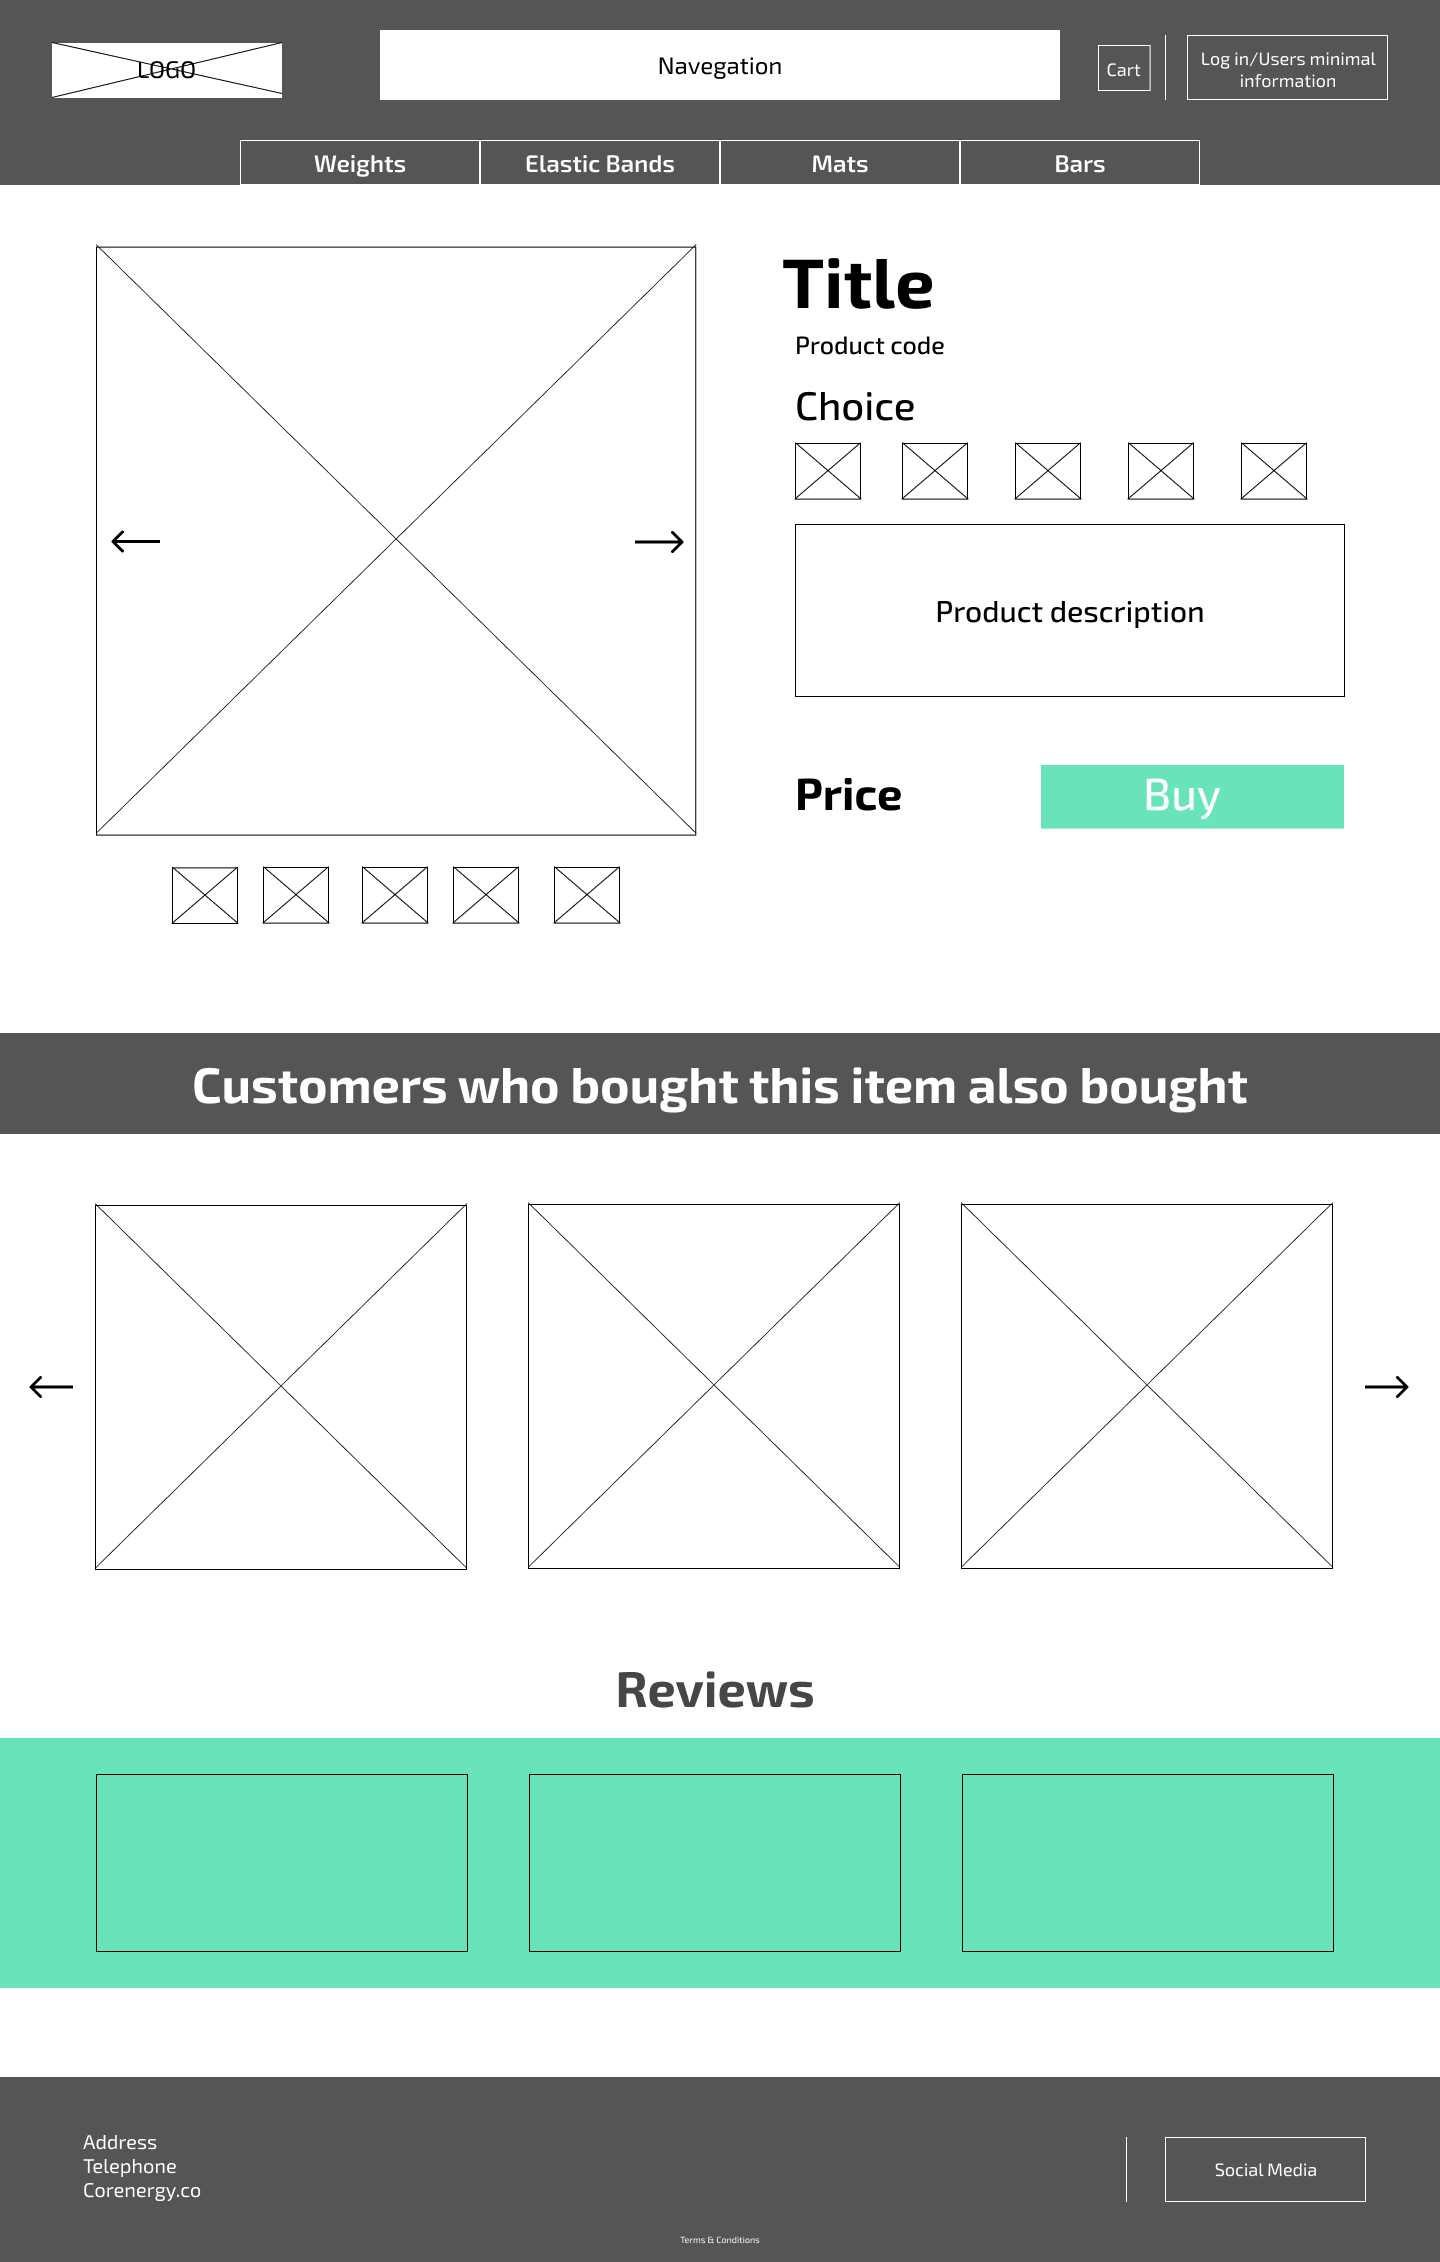 LOGO
Navegation
Cart
Log in/Users minimal
information
Weights
Elastic Bands
Mats
Bars
Title
Product code
Choice
Product description
Price
Buy
Customers who bought this item also bought
Reviews
Address
Telephone
Corenergy.co
Social Media
Terms & Conditions